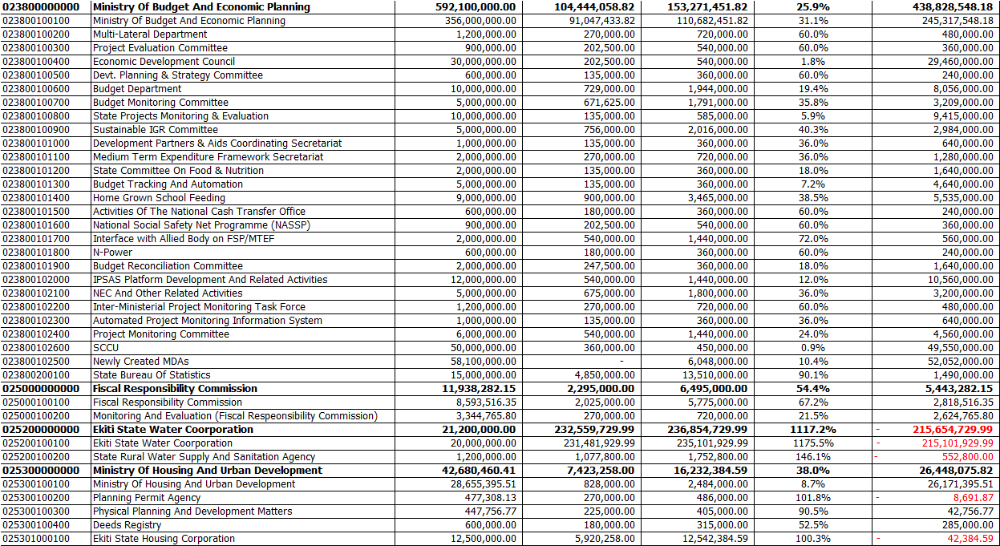 023800000000 Ministry Of Budget And Economic Planning 592,100,000.00 104,444,058.82 153,271,451.82 25.9% 438,828,548.18
023800100100 Ministry Of Budget And Economic Planning 356,000,000.00 91,047,433.82 110,682,451.82 31.1% 245,317,548.18
023800100200 Multi-Lateral Department 1,200,000.00 270,000.00 720,000.00 60.0% 480,000.00
023800100300 Project Evaluation Committee 900,000.00 202,500.00 540,000.00 60.0% 360,000.00
023800100400 Economic Development Council 30,000,000.00 202,500.00 540,000.00 1.8% 29,460,000.00
023800100500 Devt. Planning & Strategy Committee 600,000.00 135,000.00 360,000.00 60.0% 240,000.00
023800100600 Budget Department 10,000,000.00 729,000.00 1,944,000.00 19.4% 8,056,000.00
023800100700 Budget Monitoring Committee 5,000,000.00 671,625.00 1,791,000.00 35.8% 3,209,000.00
023800100800 State Projects Monitoring & Evaluation 10,000,000.00 135,000.00 585,000.00 5.9% 9,415,000.00
023800100900 Sustainable IGR Committee 5,000,000.00 756,000.00 2,016,000.00 40.3% 2,984,000.00
023800101000 Development Partners & Aids Coordinating Secretariat 1,000,000.00 135,000.00 360,000.00 36.0% 640,000.00
023800101100 Medium Term Expenditure Framework Secretariat 2,000,000.00 270,000.00 720,000.00 36.0% 1,280,000.00
023800101200 State Committee On Food & Nutrition 2,000,000.00 135,000.00 360,000.00 18.0% 1,640,000.00
023800101300 Budget Tracking And Automation 5,000,000.00 135,000.00 360,000.00 7.2% 4,640,000.00
023800101400 Home Grown School Feeding 9,000,000.00 900,000.00 3,465,000.00 38.5% 5,535,000.00
023800101500 Activities Of The National Cash Transfer Office 600,000.00 180,000.00 360,000.00 60.0% 240,000.00
023800101600 National Social Safety Net Programme (NASSP) 900,000.00 202,500.00 540,000.00 60.0% 360,000.00
023800101700 Interface with Allied Body on FSP/MTEF 2,000,000.00 540,000.00 1,440,000.00 72.0% 560,000.00
023800101800 N-Power 600,000.00 180,000.00 360,000.00 60.0% 240,000.00
023800101900 Budget Reconciliation Committee 2,000,000.00 247,500.00 360,000.00 18.0% 1,640,000.00
023800102000 IPSAS Platform Development And Related Activities 12,000,000.00 540,000.00 1,440,000.00 12.0% 10,560,000.00
023800102100 NEC And Other Related Activities 5,000,000.00 675,000.00 1,800,000.00 36.0% 3,200,000.00
023800102200 Inter-Ministerial Project Monitoring Task Force 1,200,000.00 270,000.00 720,000.00 60.0% 480,000.00
023800102300 Automated Project Monitoring Information System 1,000,000.00 135,000.00 360,000.00 36.0% 640,000.00
023800102400 Project Monitoring Committee 6,000,000.00 540,000.00 1,440,000.00 24.0% 4,560,000.00
023800102600 SCCU 50,000,000.00 360,000.00 450,000.00 0.9% 49,550,000.00
023800102500 Newly Created MDAs 58,100,000.00 - 6,048,000.00 10.4% 52,052,000.00
023800200100 State Bureau Of Statistics 15,000,000.00 4,850,000.00 13,510,000.00 90.1% 1,490,000.00
025000000000 Fiscal Responsibility Commission 11,938,282.15 2,295,000.00 6,495,000.00 54.4% 5,443,282.15
025000100100 Fiscal Responsibility Commission 8,593,516.35 2,025,000.00 5,775,000.00 67.2% 2,818,516.35
025000100200 Monitoring And Evaluation (Fiscal Respeonsibility Commission) 3,344,765.80 270,000.00 720,000.00 21.5% 2,624,765.80
025200000000 Ekiti State Water Coorporation 21,200,000.00 232,559,729.99 236,854,729.99 1117.2% - 215,654,729.99
025200100100 Ekiti State Water Coorporation 20,000,000.00 231,481,929.99 235,101,929.99 1175.5% - 215,101,929.99
025200100200 State Rural Water Supply And Sanitation Agency 1,200,000.00 1,077,800.00 1,752,800.00 146.1% - 552,800.00
025300000000 Ministry Of Housing And Urban Development 42,680,460.41 7,423,258.00 16,232,384.59 38.0% 26,448,075.82
025300100100 Ministry Of Housing And Urban Development 28,655,395.51 828,000.00 2,484,000.00 8.7% 26,171,395.51
025300100200 Planning Permit Agency 477,308.13 270,000.00 486,000.00 101.8% - 8,691.87
025300100300 Physical Planning And Development Matters 447,756.77 225,000.00 405,000.00 90.5% 42,756.77
025300100400 Deeds Registry 600,000.00 180,000.00 315,000.00 52.5% 285,000.00
025301000100 Ekiti State Housing Corporation 12,500,000.00 5,920,258.00 12,542,384.59 100.3% - 42,384.59